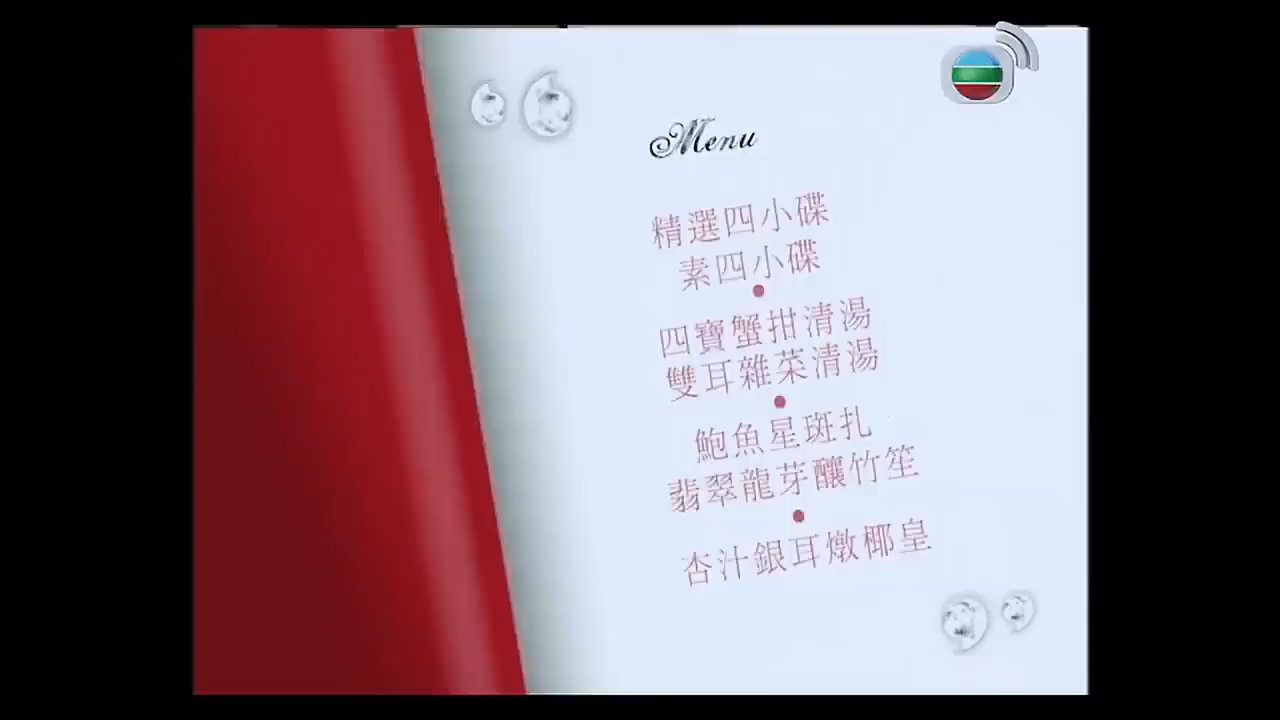 Menu
精選四小碟
素四小碟
四寶蟹拑清湯
雙耳雜菜清湯
鮑魚星斑扎
翡翠龍芽釀竹笙
杏汁銀耳燉椰皇